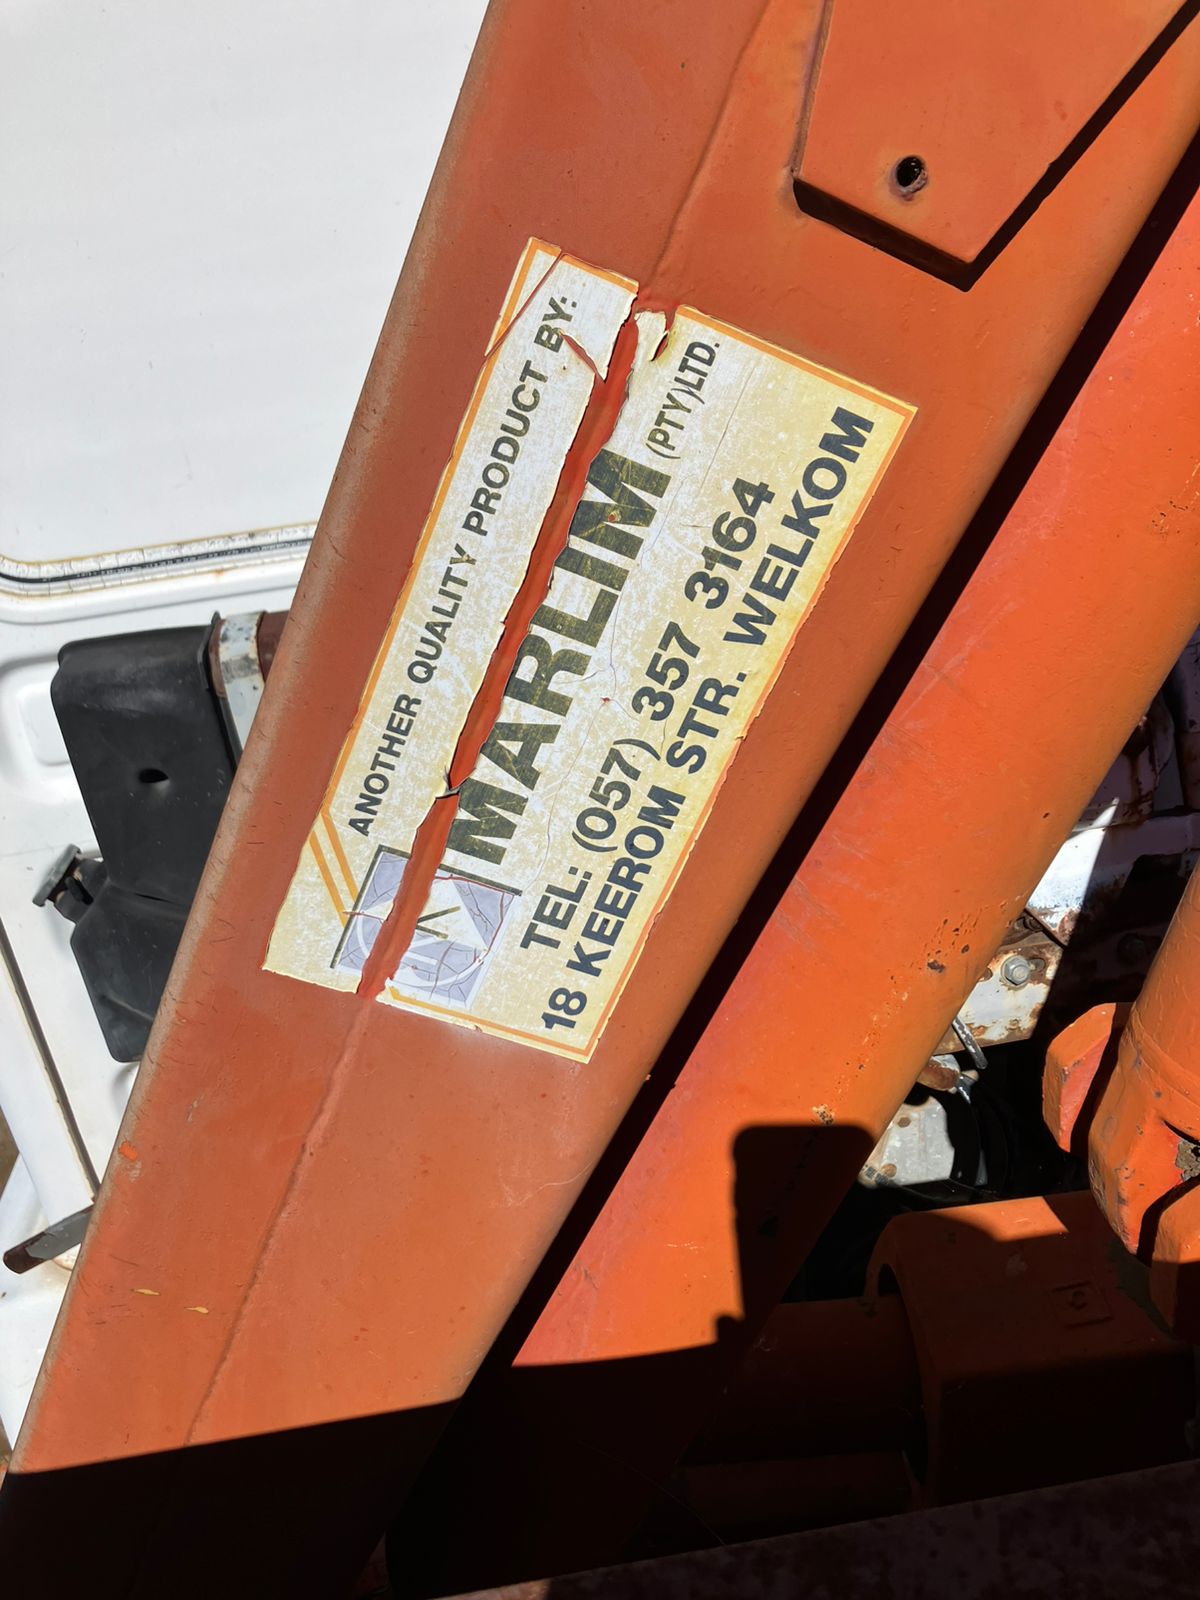 ANOTHER QUALITY PRODUCT BY:
MARLIM (PTY)LTD.
TEL: (057) 357 3164
18 KEEROM STR. WELKOM